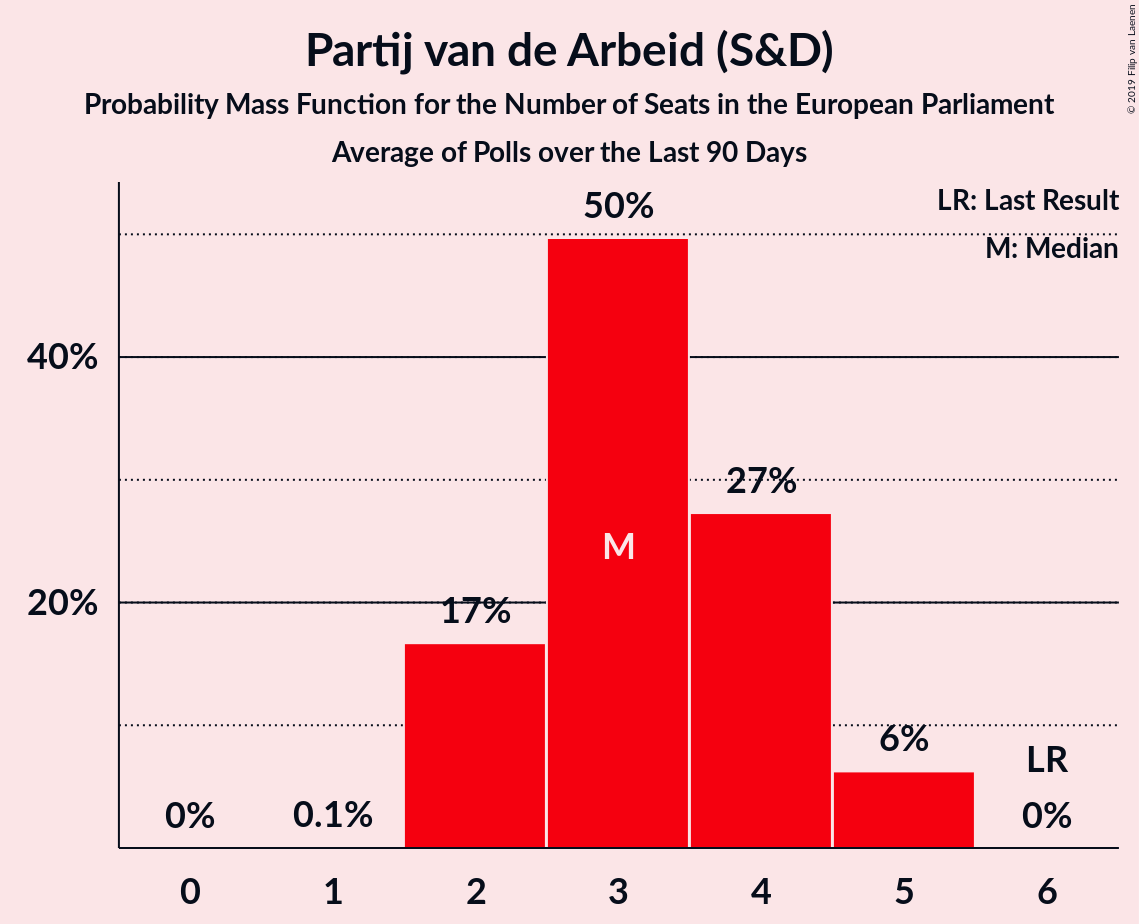 Partij van de Arbeid (S&D)
Probability Mass Function for the Number of Seats in the European Parliament
Average of Polls over the Last 90 Days
© 2019 Filip van Laenen
LR: Last Result
M: Median
50%
40%
27%
M
20%
17%
6%
LR
0%
0.1%
0%
0 1 2 3 4 5 6